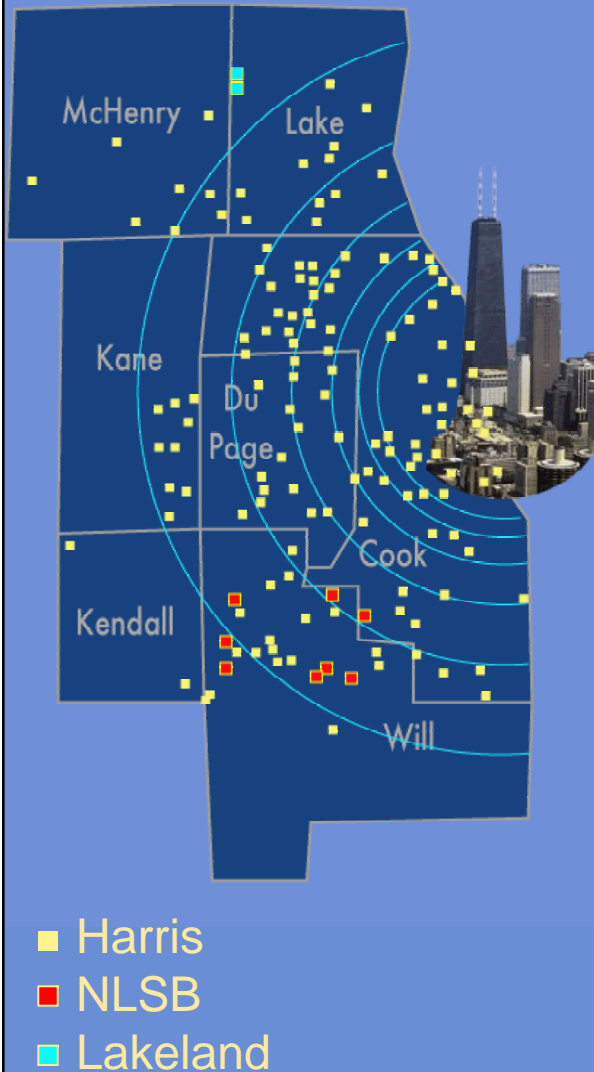 McHenry
Lake
Kane
Du
Page
Cook
Kendall
Will
Harris
NLSB
Lakeland